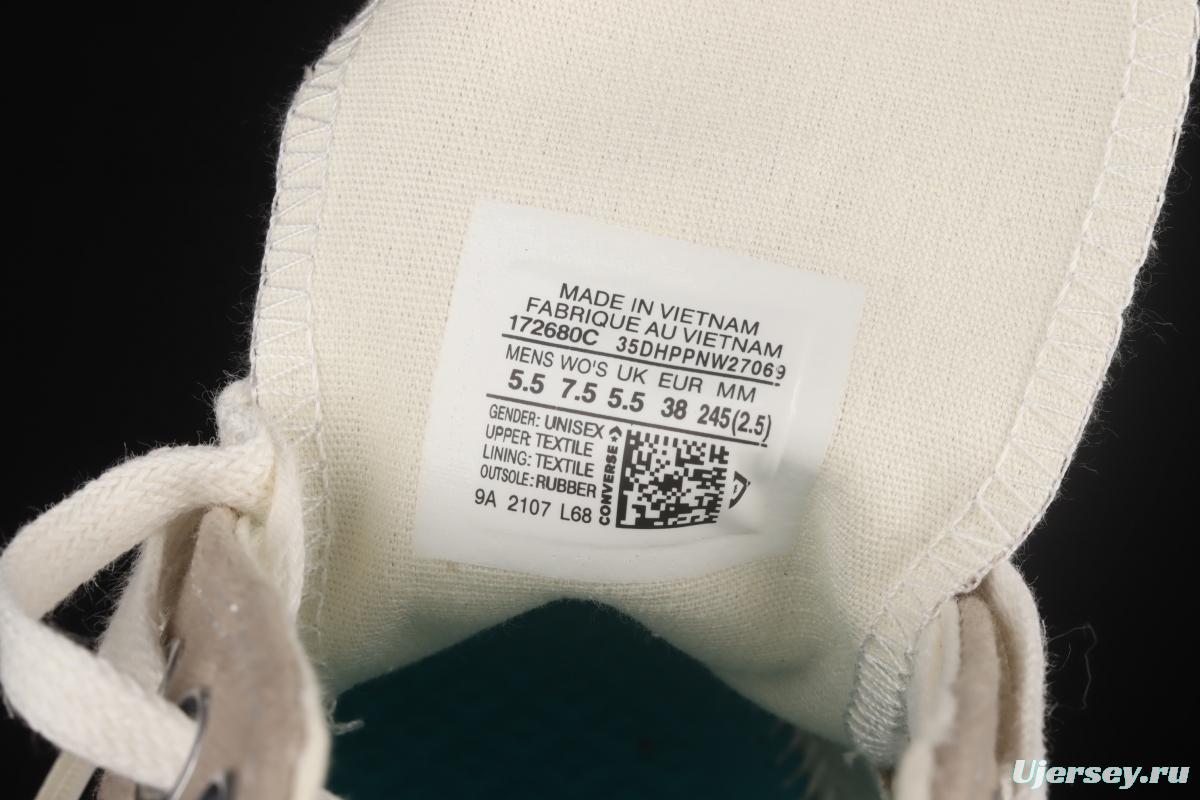 MADE IN VIETNAM
FABRIQUE AU VIETNAM
172680C 35DHPPNW27069
MENS WO'S UK EUR MM
5.5 7.5 5.5 38 245(2.5)
GENDER: UNISEX
UPPER: TEXTILE
LINING: TEXTILE
OUTSOLE: RUBBER
9A 2107 L68
CONVERSE
Ujersey.ru